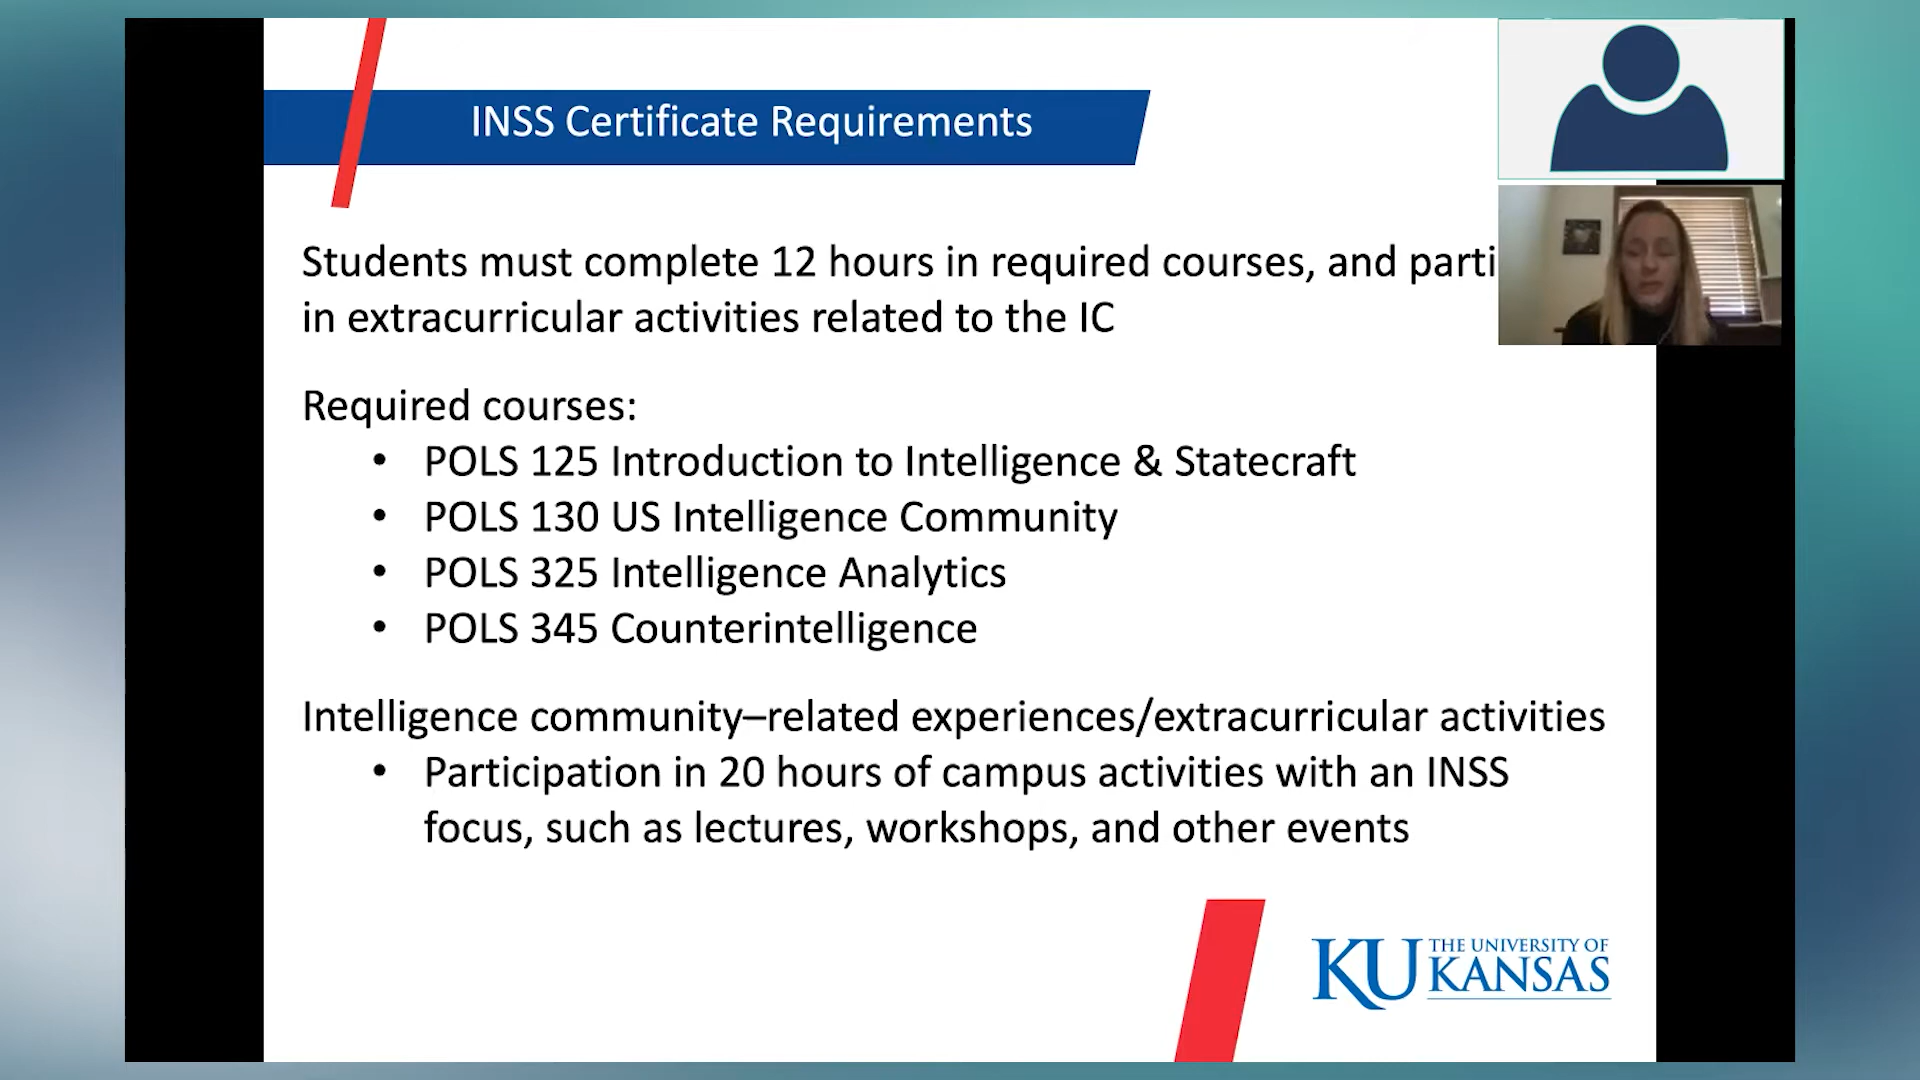 INSS Certificate Requirements
Students must complete 12 hours in required courses, and parti
in extracurricular activities related to the IC
Required courses:
• POLS 125 Introduction to Intelligence & Statecraft
• POLS 130 US Intelligence Community
• POLS 325 Intelligence Analytics
• POLS 345 Counterintelligence
Intelligence community–related experiences/extracurricular activities
• Participation in 20 hours of campus activities with an INSS
focus, such as lectures, workshops, and other events
KU THE UNIVERSITY OF
KANSAS